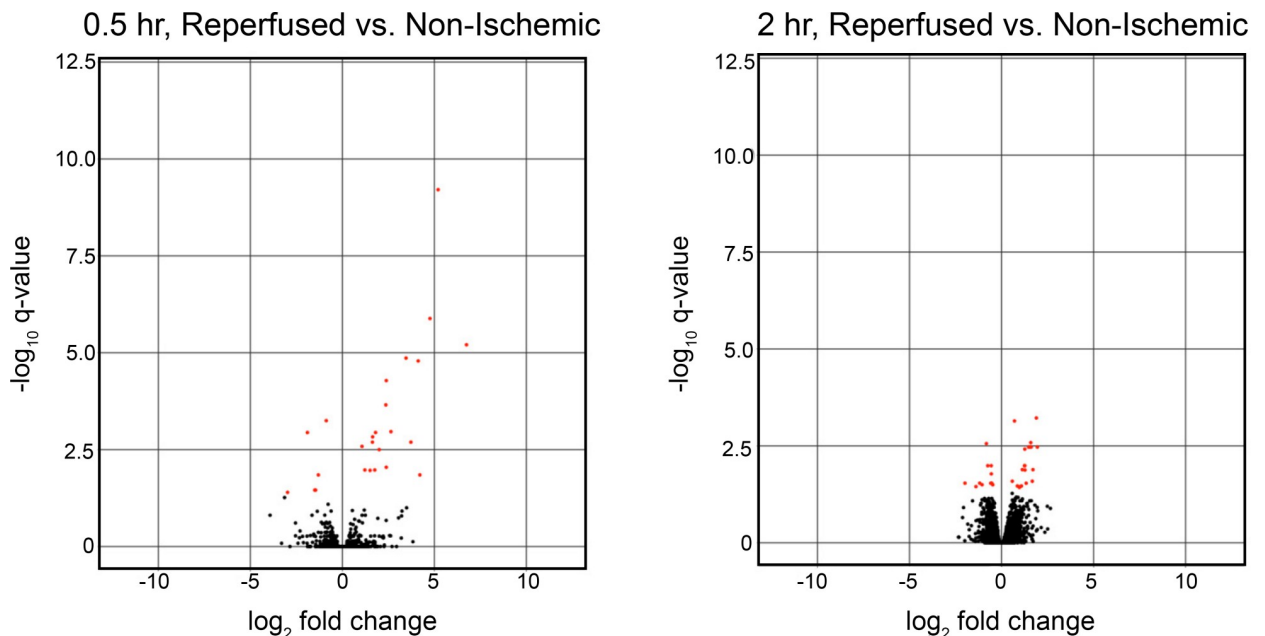 0.5 hr, Reperfused vs. Non-Ischemic
12.5
10.0
7.5
5.0
2.5
0
-log10 q-value
-10 -5 0 5 10
log2 fold change
2 hr, Reperfused vs. Non-Ischemic
12.5
10.0
7.5
5.0
2.5
0
-log10 q-value
-10 -5 0 5 10
log2 fold change